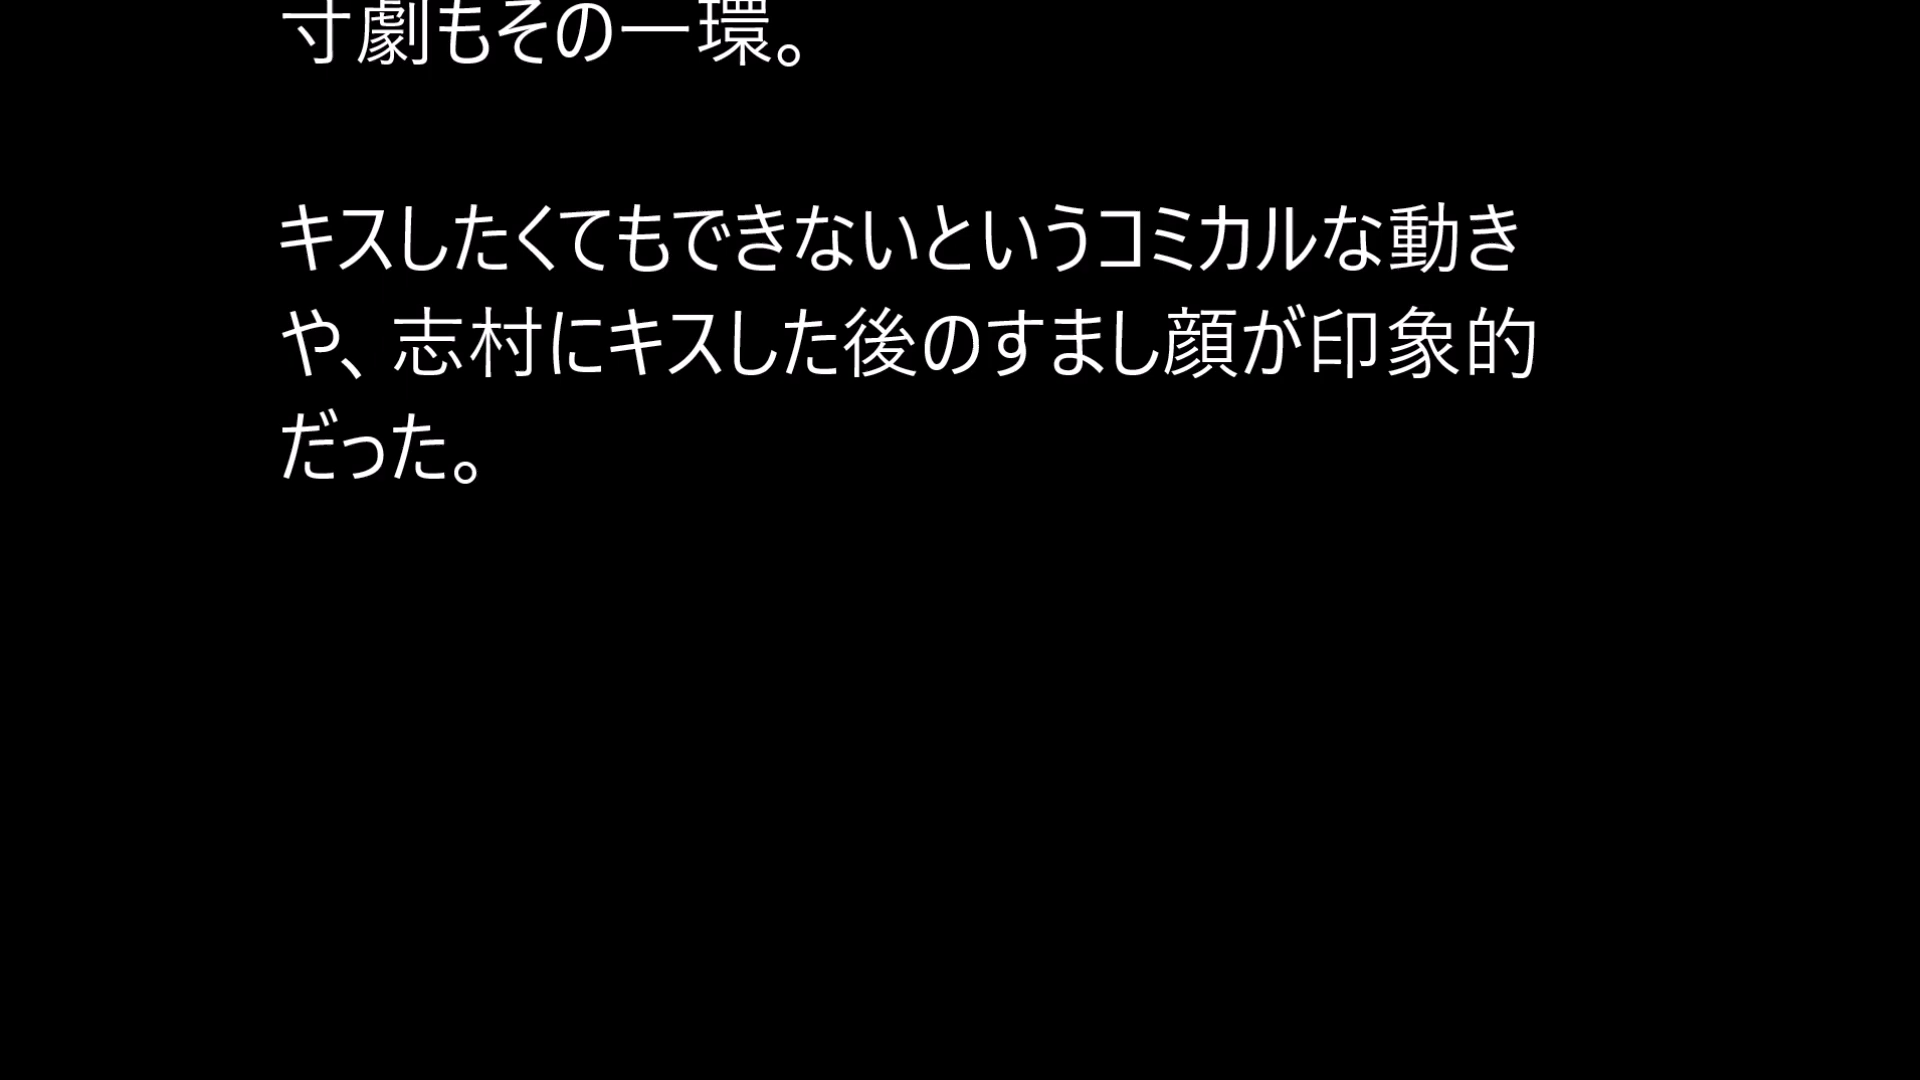 寸劇もその一環。
キスしたくてもできないというコミカルな動き
や、志村にキスした後のすまし顔が印象的
だった。